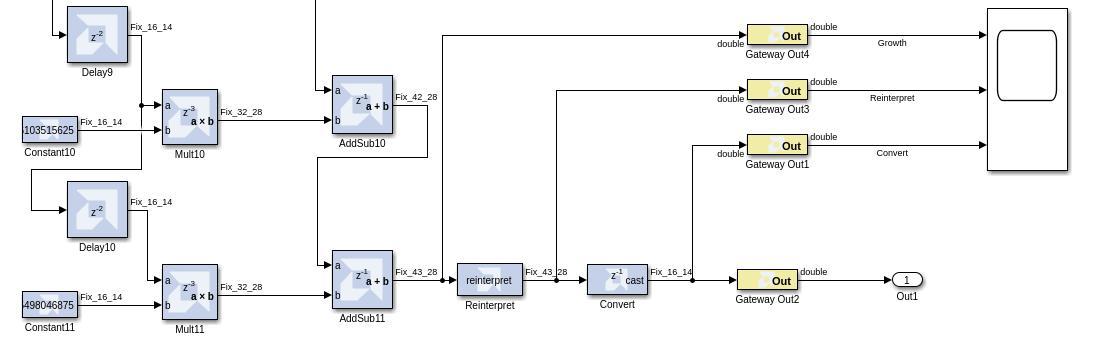 Fix_16_14
z-2
Delay9
a
b
z-3
a × b
Mult10
Fix_32_28
103515625
Fix_16_14
Constant10
a
b
z-1
a + b
AddSub10
Fix_42_28
z-2
Delay10
Fix_16_14
a
b
z-3
a × b
Mult11
Fix_32_28
498046875
Fix_16_14
Constant11
a
b
z-1
a + b
AddSub11
Fix_43_28
reinterpret
Reinterpret
Fix_43_28
z-1
cast
Convert
Fix_16_14
double
Out
Gateway Out4
double
Growth
double
Out
Gateway Out3
double
Reinterpret
double
Out
Gateway Out1
double
Convert
Out
Gateway Out2
double
1
Out1